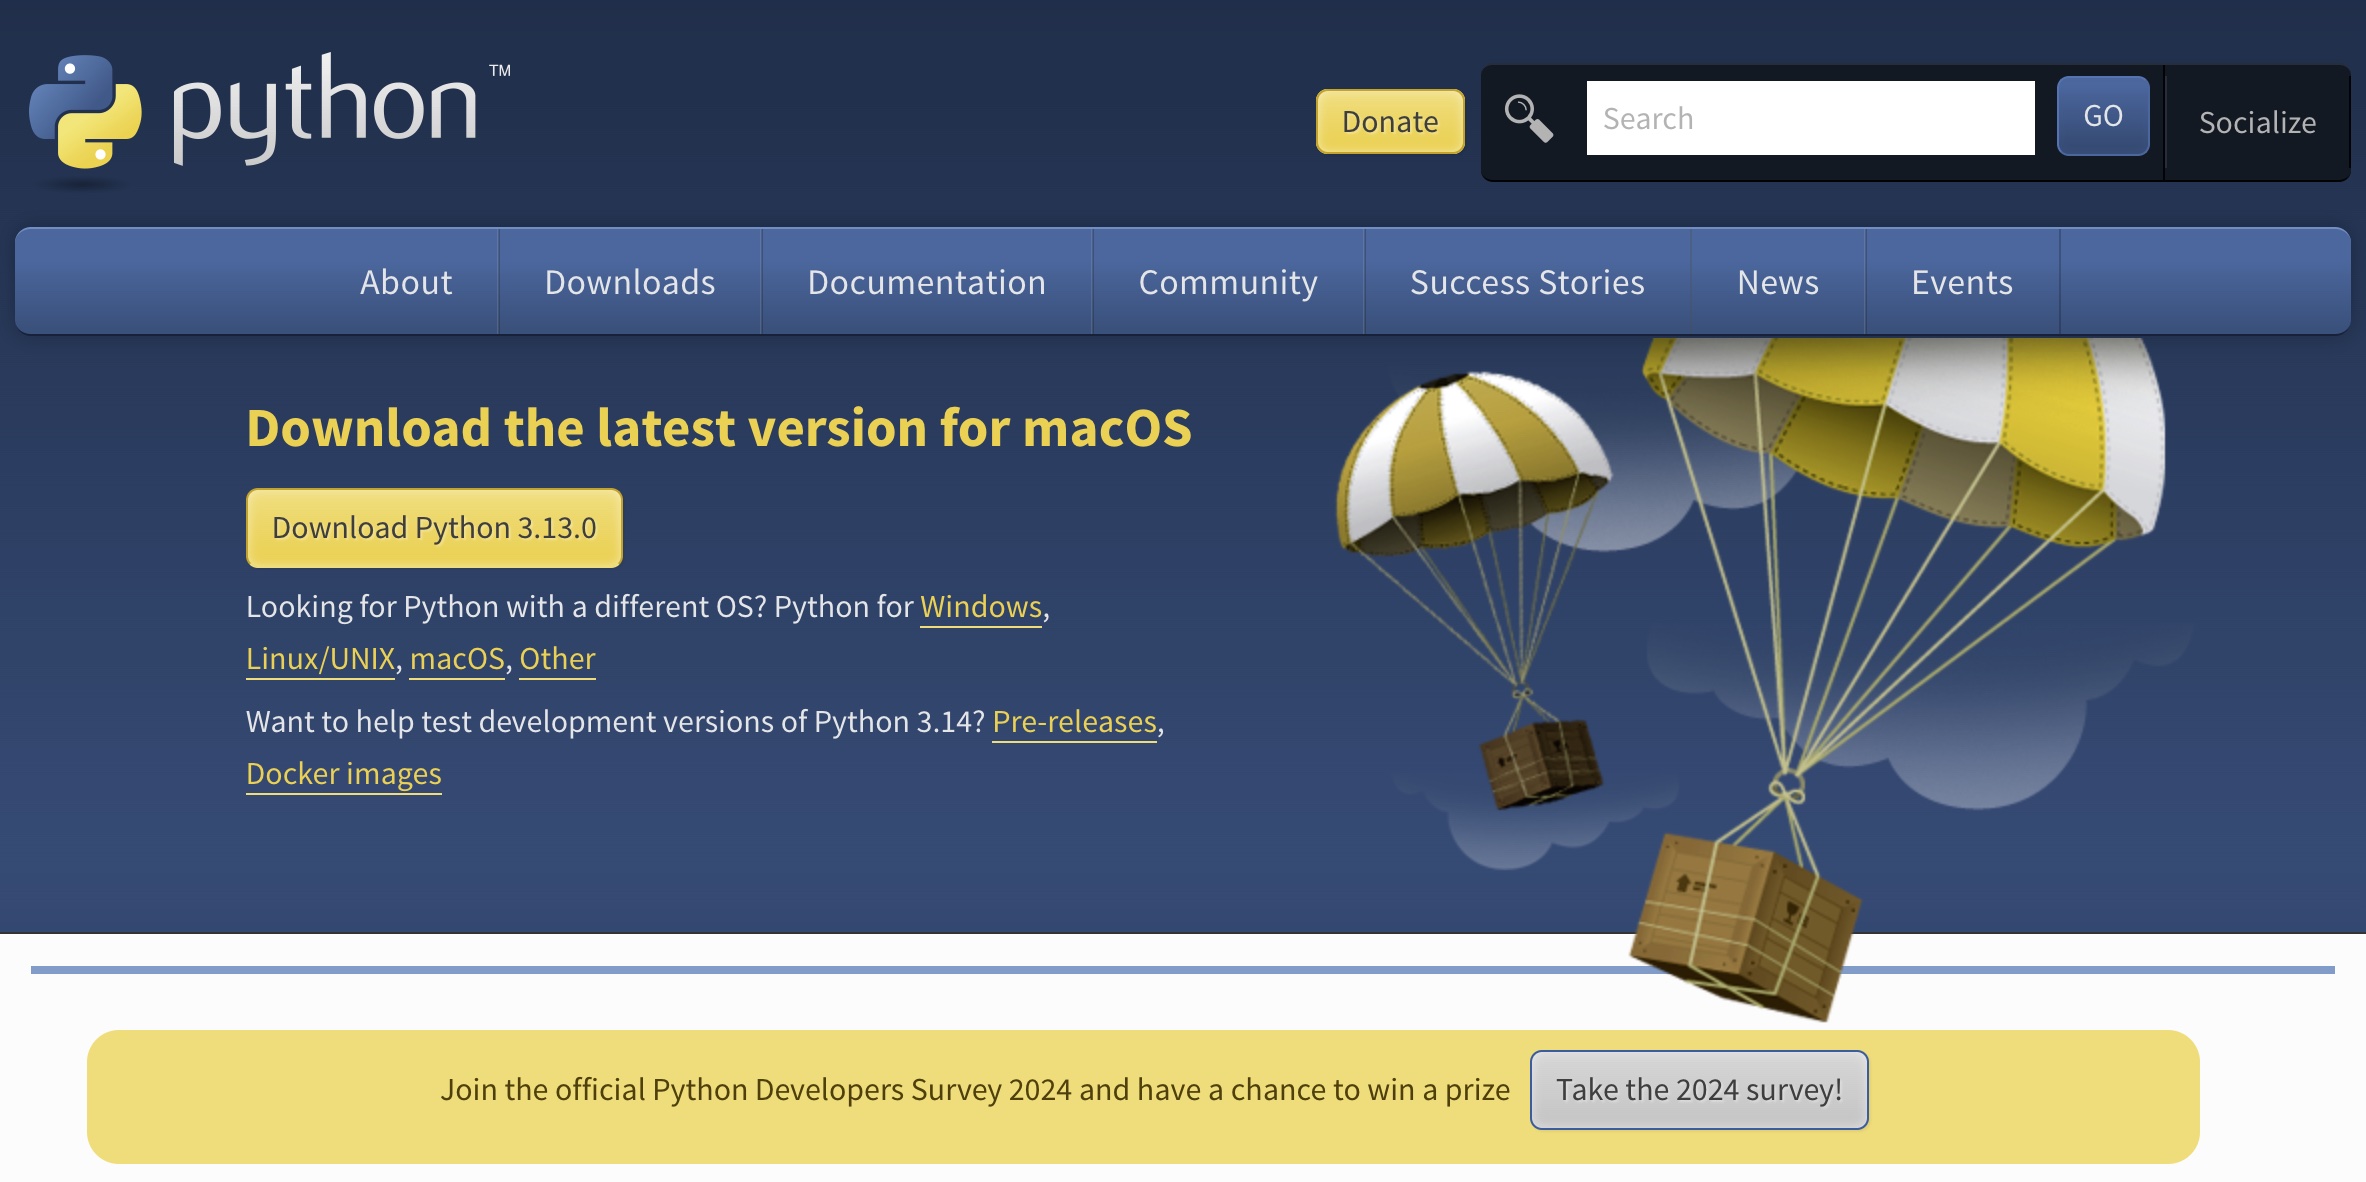 python™
Donate
Search
GO
Socialize
About
Downloads
Documentation
Community
Success Stories
News
Events
Download the latest version for macOS
Download Python 3.13.0
Looking for Python with a different OS? Python for Windows,
Linux/UNIX, macOS, Other
Want to help test development versions of Python 3.14? Pre-releases,
Docker images
Join the official Python Developers Survey 2024 and have a chance to win a prize
Take the 2024 survey!